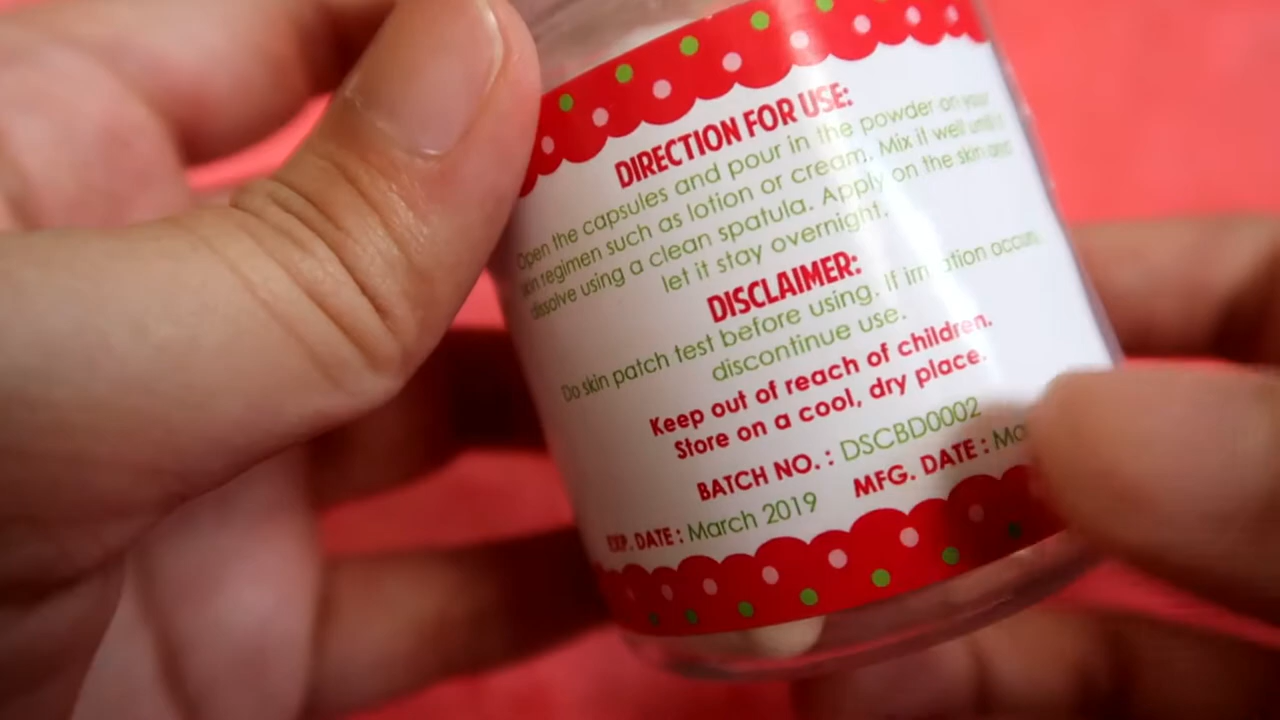 DIRECTION FOR USE:
Open the capsules and pour in the powder on your
skin regimen such as lotion or cream. Mix it well until it
dissolve using a clean spatula. Apply on the skin and
let it stay overnight.
DISCLAIMER:
Do skin patch test before using. If irritation occurs,
discontinue use.
Keep out of reach of children.
Store on a cool, dry place.
BATCH NO. : DSCBD0002
EXP. DATE : March 2019 MFG. DATE :